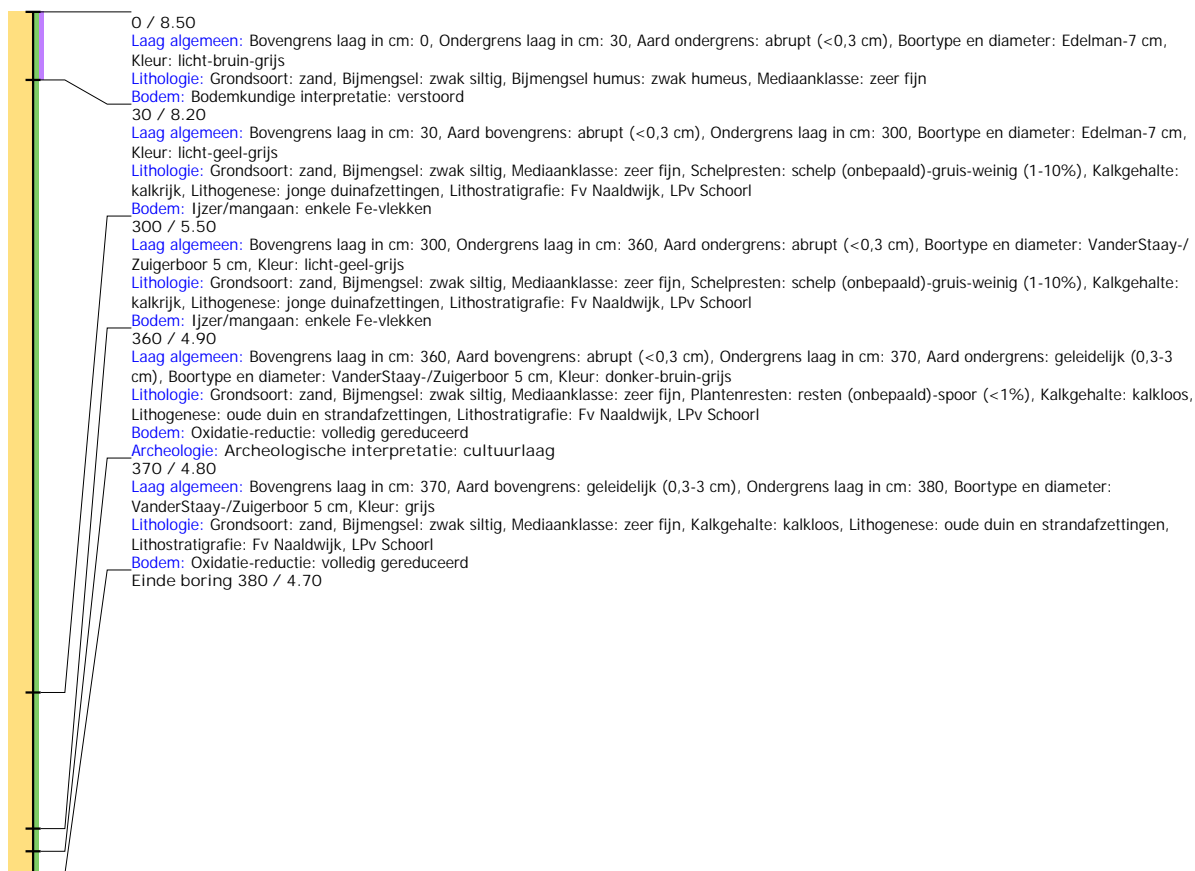 0 / 8.50
Laag algemeen: Bovengrens laag in cm: 0, Ondergrens laag in cm: 30, Aard ondergrens: abrupt (<0,3 cm), Boortype en diameter: Edelman-7 cm,
Kleur: licht-bruin-grijs
Lithologie: Grondsoort: zand, Bijmengsel: zwak siltig, Bijmengsel humus: zwak humeus, Mediaanklasse: zeer fijn
Bodem: Bodemkundige interpretatie: verstoord
30 / 8.20
Laag algemeen: Bovengrens laag in cm: 30, Aard bovengrens: abrupt (<0,3 cm), Ondergrens laag in cm: 300, Boortype en diameter: Edelman-7 cm,
Kleur: licht-geel-grijs
Lithologie: Grondsoort: zand, Bijmengsel: zwak siltig, Mediaanklasse: zeer fijn, Schelpresten: schelp (onbepaald)-gruis-weinig (1-10%), Kalkgehalte:
kalkrijk, Lithogenese: jonge duinafzettingen, Lithostratigrafie: Fv Naaldwijk, LPv Schoorl
Bodem: Ijzer/mangaan: enkele Fe-vlekken
300 / 5.50
Laag algemeen: Bovengrens laag in cm: 300, Ondergrens laag in cm: 360, Aard ondergrens: abrupt (<0,3 cm), Boortype en diameter: VanderStaay-/
Zuigerboor 5 cm, Kleur: licht-geel-grijs
Lithologie: Grondsoort: zand, Bijmengsel: zwak siltig, Mediaanklasse: zeer fijn, Schelpresten: schelp (onbepaald)-gruis-weinig (1-10%), Kalkgehalte:
kalkrijk, Lithogenese: jonge duinafzettingen, Lithostratigrafie: Fv Naaldwijk, LPv Schoorl
Bodem: Ijzer/mangaan: enkele Fe-vlekken
360 / 4.90
Laag algemeen: Bovengrens laag in cm: 360, Aard bovengrens: abrupt (<0,3 cm), Ondergrens laag in cm: 370, Aard ondergrens: geleidelijk (0,3-3
cm), Boortype en diameter: VanderStaay-/Zuigerboor 5 cm, Kleur: donker-bruin-grijs
Lithologie: Grondsoort: zand, Bijmengsel: zwak siltig, Mediaanklasse: zeer fijn, Plantenresten: resten (onbepaald)-spoor (<1%), Kalkgehalte: kalkloos,
Lithogenese: oude duin en strandafzettingen, Lithostratigrafie: Fv Naaldwijk, LPv Schoorl
Bodem: Oxidatie-reductie: volledig gereduceerd
Archeologie: Archeologische interpretatie: cultuurlaag
370 / 4.80
Laag algemeen: Bovengrens laag in cm: 370, Aard bovengrens: geleidelijk (0,3-3 cm), Ondergrens laag in cm: 380, Boortype en diameter:
VanderStaay-/Zuigerboor 5 cm, Kleur: grijs
Lithologie: Grondsoort: zand, Bijmengsel: zwak siltig, Mediaanklasse: zeer fijn, Kalkgehalte: kalkloos, Lithogenese: oude duin en strandafzettingen,
Lithostratigrafie: Fv Naaldwijk, LPv Schoorl
Bodem: Oxidatie-reductie: volledig gereduceerd
Einde boring 380 / 4.70